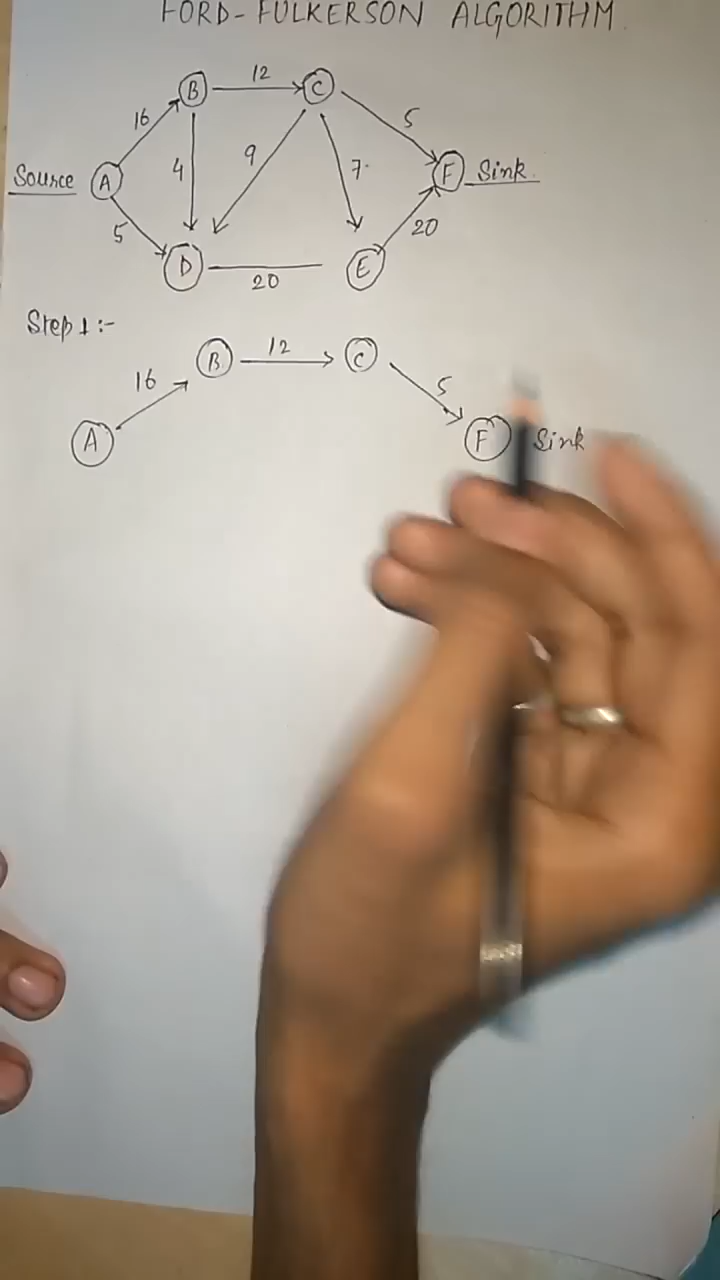 FORD-FULKERSON ALGORITHM
B 12 C
16 5
4 9 7
Source A F Sink
5 20
D 20 E
Step 1:-
B 12 C
16 5
A F Sink